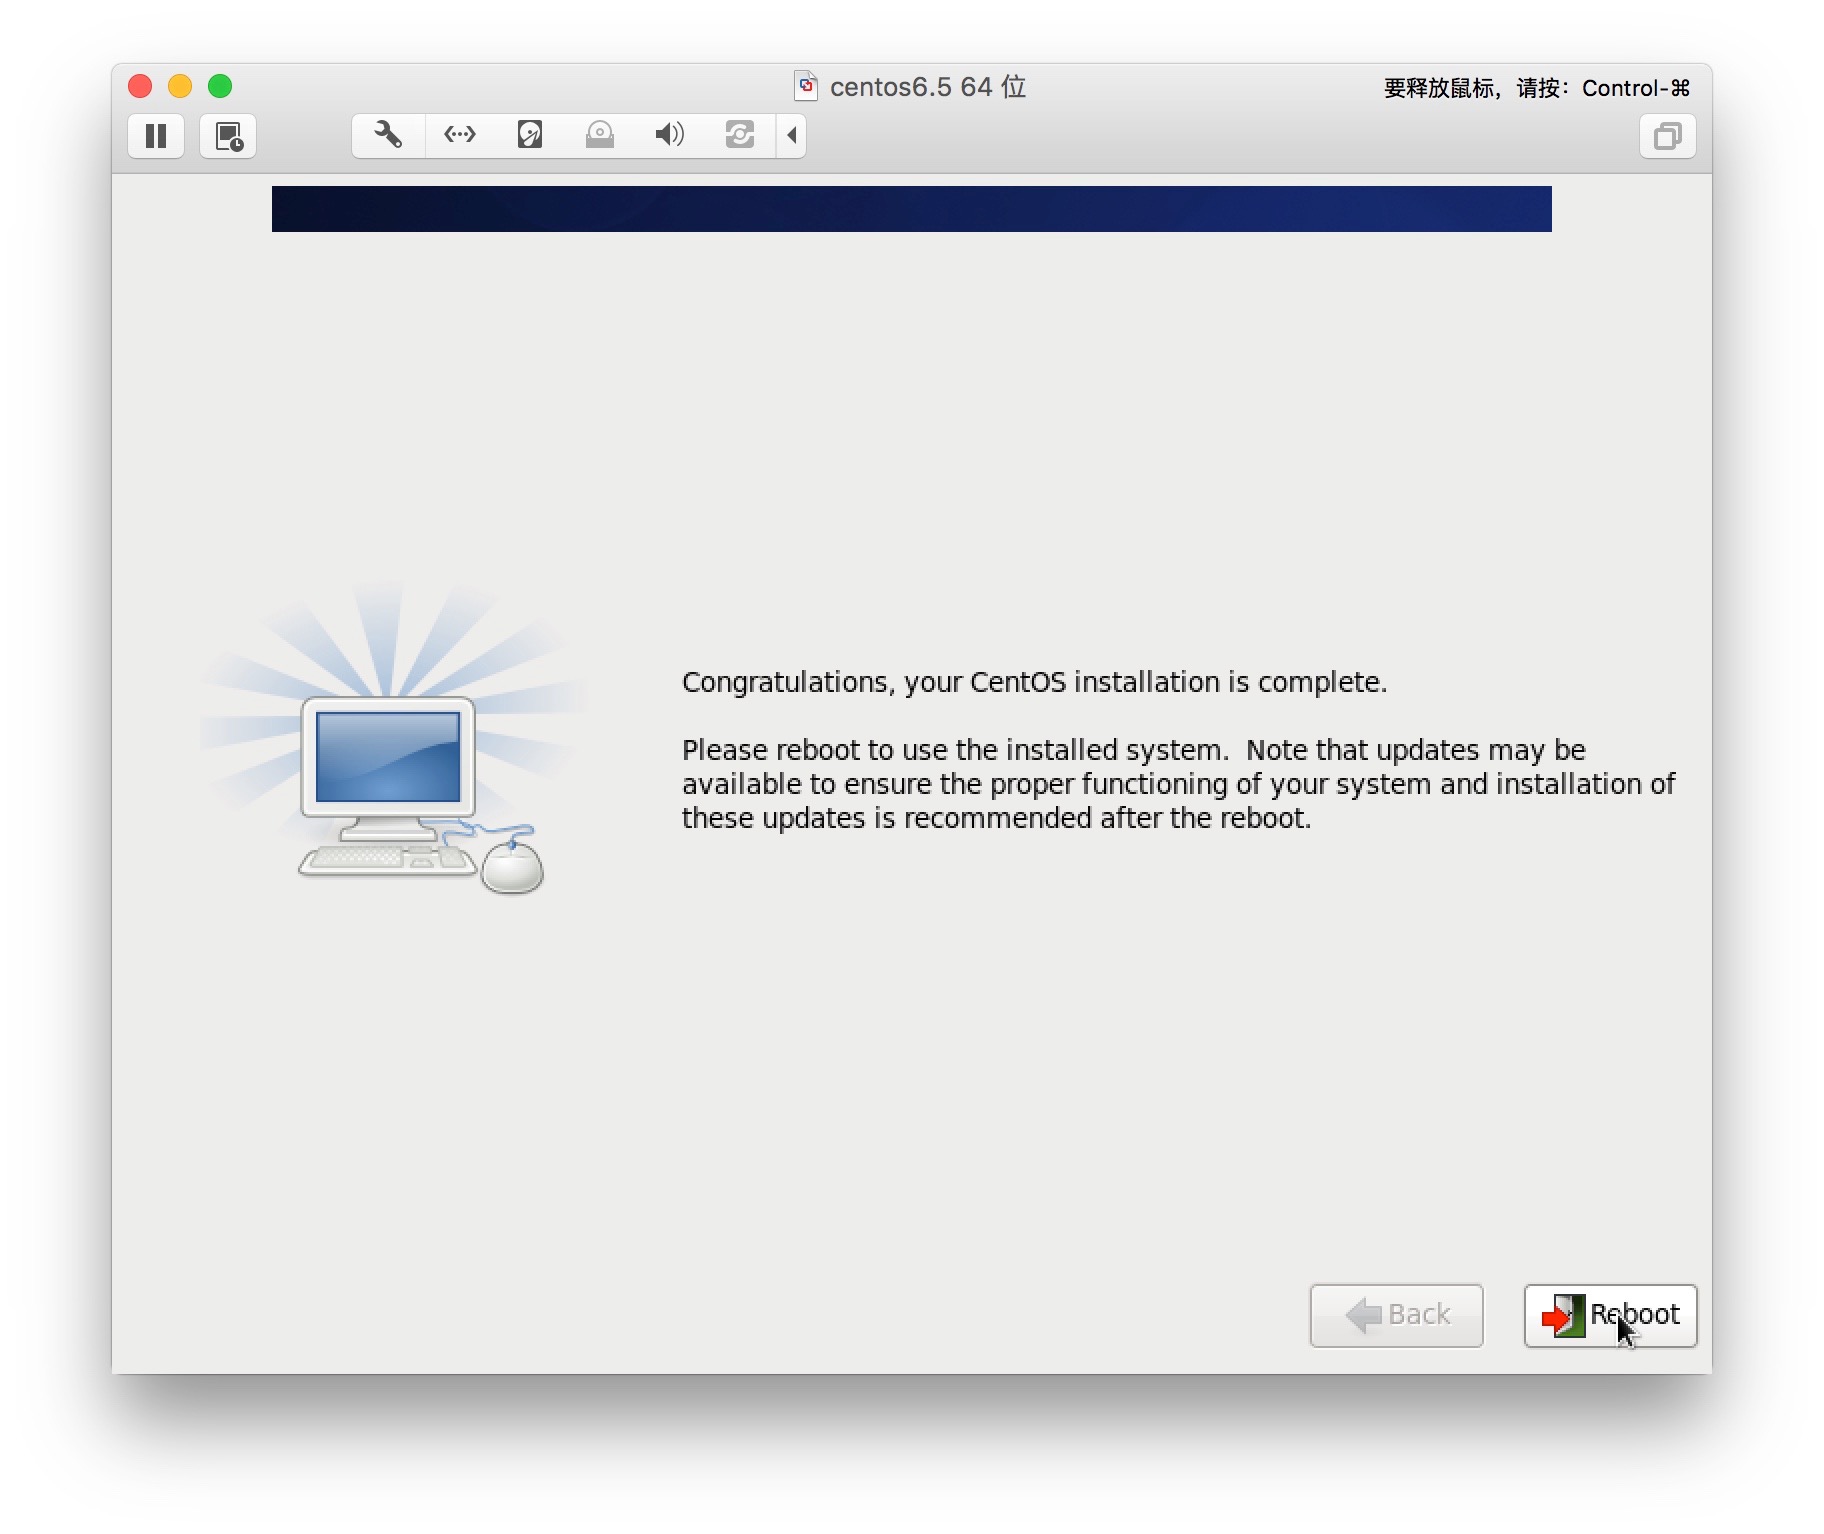 centos6.5 64 位
要释放鼠标，请按：Control-⌘
Congratulations, your CentOS installation is complete.
Please reboot to use the installed system.  Note that updates may be
available to ensure the proper functioning of your system and installation of
these updates is recommended after the reboot.
Back
Reboot